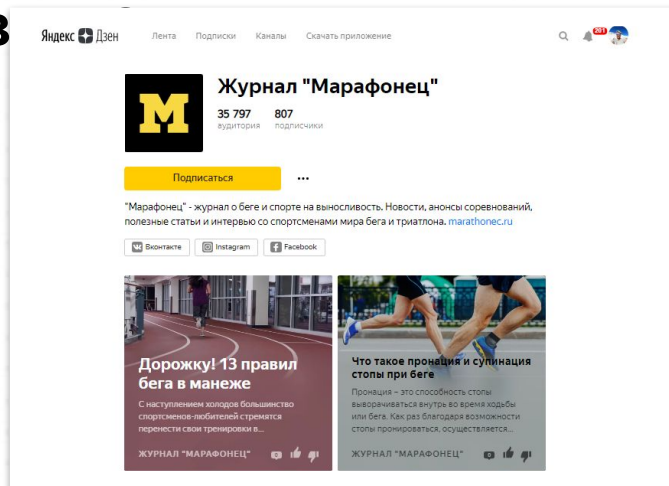 Яндекс Дзен
Лента Подписки Каналы Скачать приложение
281
М
Журнал "Марафонец"
35 797 807
аудитория подписчики
Подписаться ...
"Марафонец" - журнал о беге и спорте на выносливость. Новости, анонсы соревнований,
полезные статьи и интервью со спортсменами мира бега и триатлона. marathonec.ru
Вконтакте Instagram Facebook
Дорожку! 13 правил
бега в манеже
С наступлением холодов большинство
спортсменов-любителей стремятся
перенести свои тренировки в...
ЖУРНАЛ "МАРАФОНЕЦ" 0
Что такое пронация и супинация
стопы при беге
Пронация – это способность стопы
выворачиваться внутрь во время ходьбы
или бега. Как раз благодаря возможности
стопы пронироваться, осуществляется...
ЖУРНАЛ "МАРАФОНЕЦ" 0